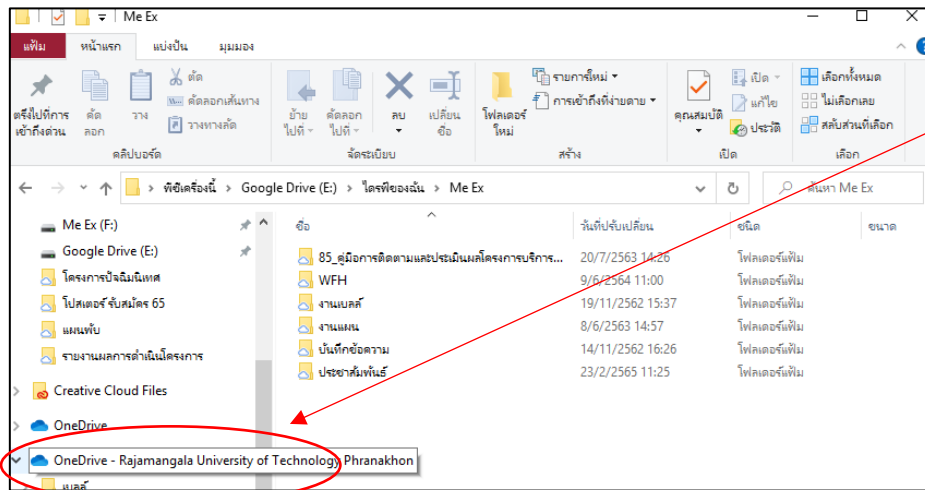 Me Ex
แฟ้ม หน้าแรก แบ่งปัน มุมมอง
ตรึงไปที่การเข้าถึงด่วน
คัดลอก
วาง
ตัด
คัดลอกเส้นทาง
วางทางลัด
คลิปบอร์ด
ย้ายไปที่
คัดลอกไปที่
ลบ
เปลี่ยนชื่อ
จัดระเบียบ
โฟลเดอร์ใหม่
รายการใหม่
การเข้าถึงที่ง่ายดาย
สร้าง
คุณสมบัติ
เปิด
แก้ไข
ประวัติ
เปิด
เลือกทั้งหมด
ไม่เลือกเลย
สลับส่วนที่เลือก
เลือก
พีซีเครื่องนี้ > Google Drive (E:) > ไดรฟ์ของฉัน > Me Ex
ค้นหา Me Ex
Me Ex (F:)
Google Drive (E:)
โครงการปัจฉิมนิเทศ
โปสเตอร์ รับสมัคร 65
แผนพับ
รายงานผลการดำเนินโครงการ
Creative Cloud Files
OneDrive
OneDrive - Rajamangala University of Technology Phranakhon
เบลล์
ชื่อ วันที่ปรับเปลี่ยน ชนิด ขนาด
85_คู่มือการติดตามและประเมินผลโครงการบริการ... 20/7/2563 14:26 โฟลเดอร์แฟ้ม
WFH 9/6/2564 11:00 โฟลเดอร์แฟ้ม
งานเบลล์ 19/11/2562 15:37 โฟลเดอร์แฟ้ม
งานแผน 8/6/2563 14:57 โฟลเดอร์แฟ้ม
บันทึกข้อความ 14/11/2562 16:26 โฟลเดอร์แฟ้ม
ประชาสัมพันธ์ 23/2/2565 11:25 โฟลเดอร์แฟ้ม